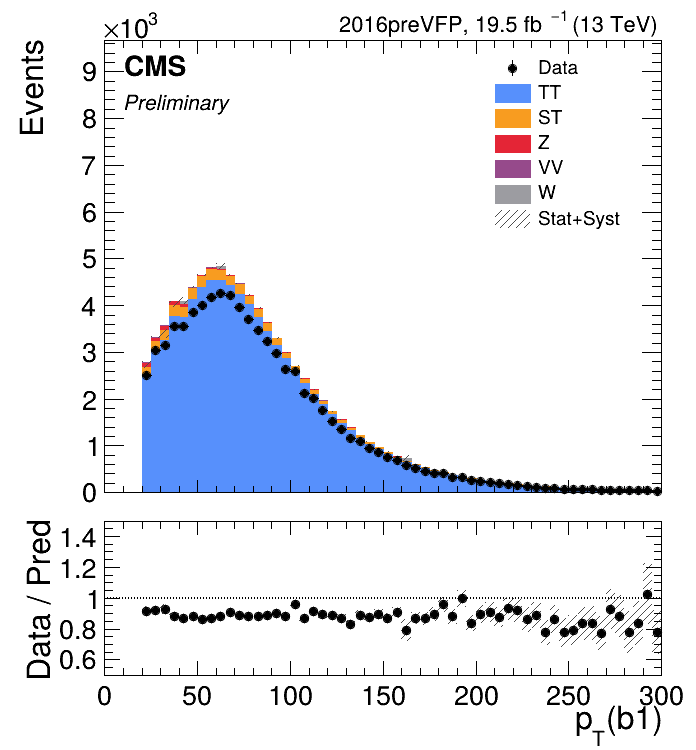 ×10³ 2016preVFP, 19.5 fb ⁻¹ (13 TeV)
Events
CMS
Preliminary
Data
TT
ST
Z
VV
W
Stat+Syst
9
8
7
6
5
4
3
2
1
0
Data / Pred
1.4
1.2
1
0.8
0.6
0 50 100 150 200 250 300
p_T(b1)